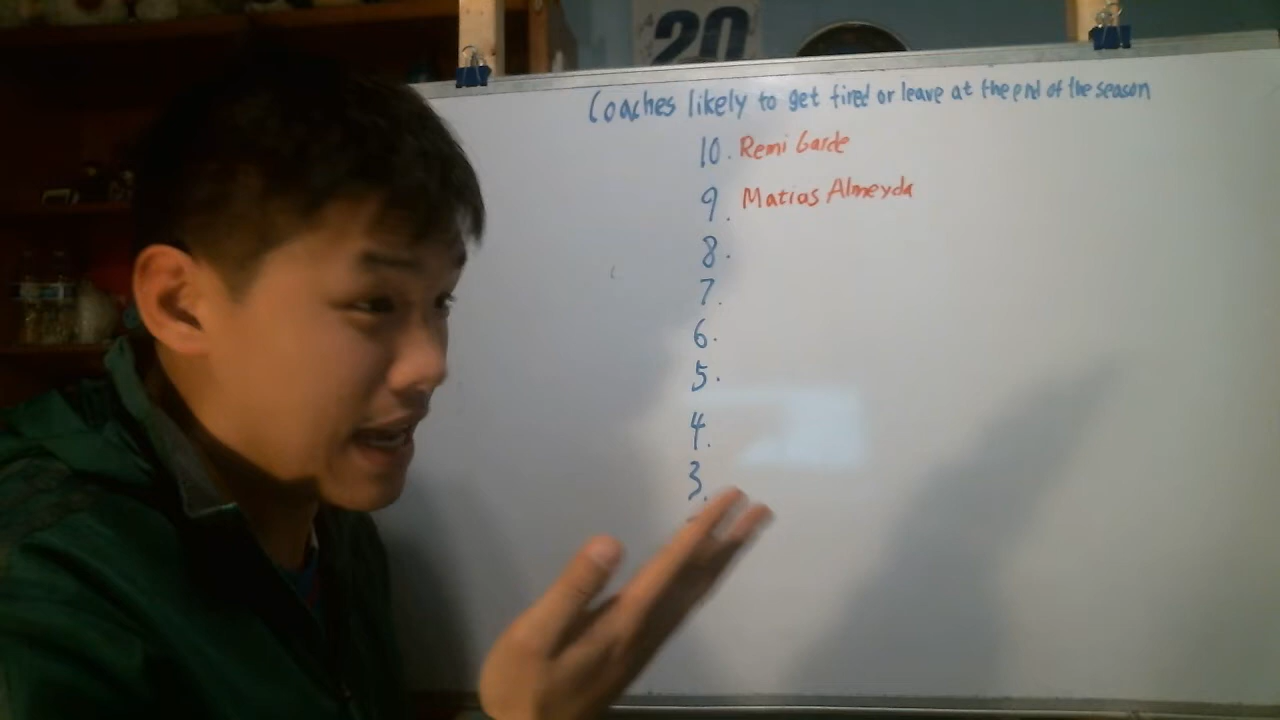 20
Coaches likely to get fired or leave at the end of the season
10. Remi Garde
9. Matias Almeyda
8.
7.
6.
5.
4.
3.